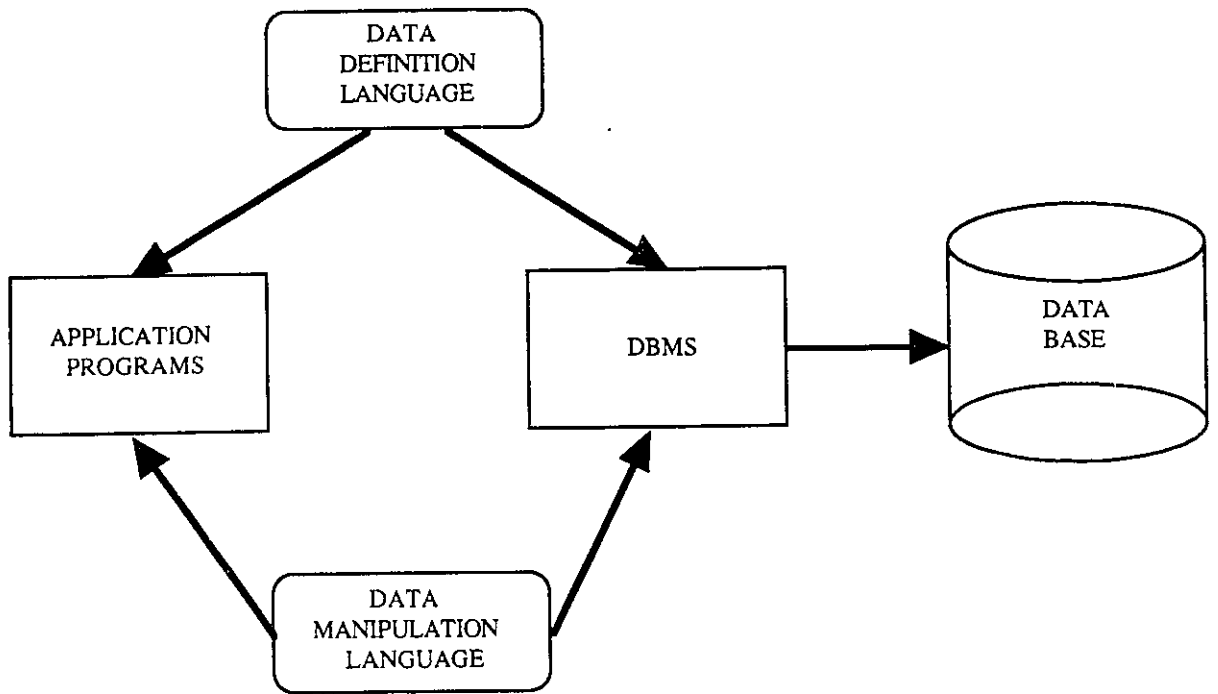 DATA
DEFINITION
LANGUAGE
APPLICATION
PROGRAMS
DBMS
DATA
BASE
DATA
MANIPULATION
LANGUAGE